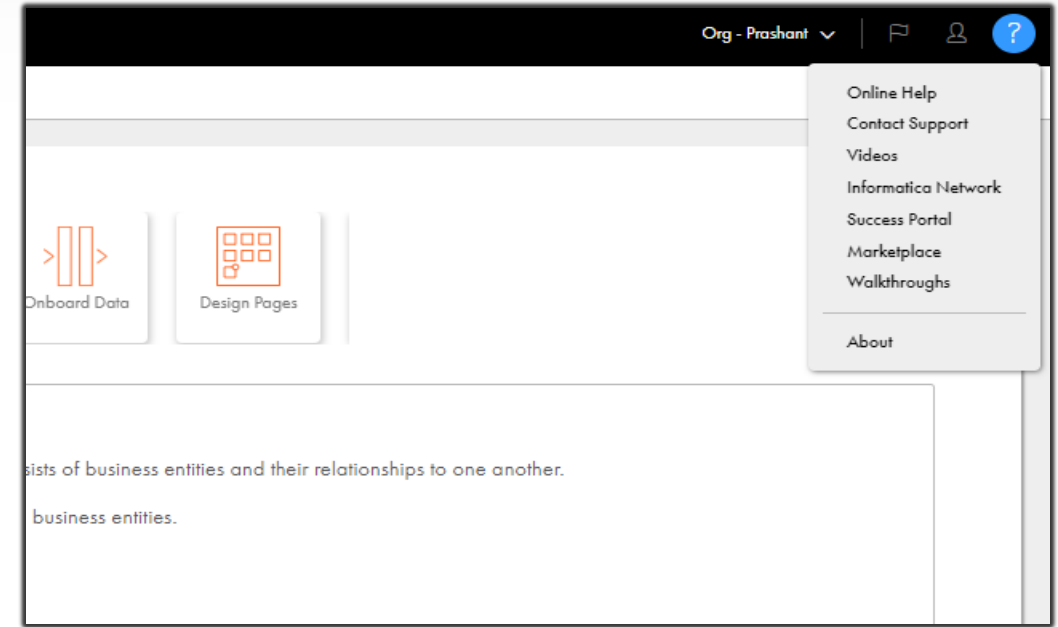 Org - Prashant
?
Online Help
Contact Support
Videos
Informatica Network
Success Portal
Marketplace
Walkthroughs
About
Onboard Data
Design Pages
sists of business entities and their relationships to one another.
business entities.